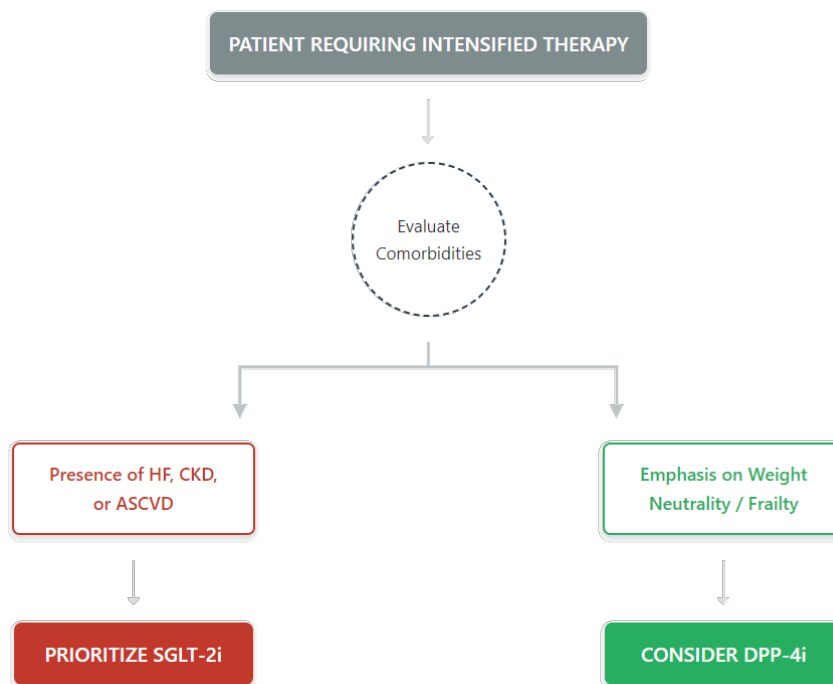 PATIENT REQUIRING INTENSIFIED THERAPY
Evaluate
Comorbidities
Presence of HF, CKD,
or ASCVD
Emphasis on Weight
Neutrality / Frailty
PRIORITIZE SGLT-2i
CONSIDER DPP-4i